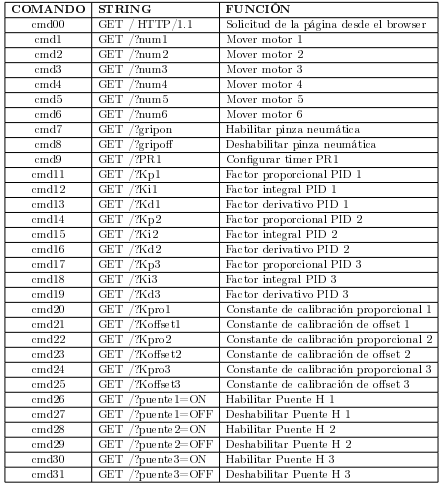 COMANDO STRING FUNCIÓN
cmd00 GET / HTTP/1.1 Solicitud de la página desde el browser
cmd1 GET /?num1 Mover motor 1
cmd2 GET /?num2 Mover motor 2
cmd3 GET /?num3 Mover motor 3
cmd4 GET /?num4 Mover motor 4
cmd5 GET /?num5 Mover motor 5
cmd6 GET /?num6 Mover motor 6
cmd7 GET /?gripon Habilitar pinza neumática
cmd8 GET /?gripoff Deshabilitar pinza neumática
cmd9 GET /?PR1 Configurar timer PR1
cmd11 GET /?Kp1 Factor proporcional PID 1
cmd12 GET /?Ki1 Factor integral PID 1
cmd13 GET /?Kd1 Factor derivativo PID 1
cmd14 GET /?Kp2 Factor proporcional PID 2
cmd15 GET /?Ki2 Factor integral PID 2
cmd16 GET /?Kd2 Factor derivativo PID 2
cmd17 GET /?Kp3 Factor proporcional PID 3
cmd18 GET /?Ki3 Factor integral PID 3
cmd19 GET /?Kd3 Factor derivativo PID 3
cmd20 GET /?Kpro1 Constante de calibración proporcional 1
cmd21 GET /?Koffset1 Constante de calibración de offset 1
cmd22 GET /?Kpro2 Constante de calibración proporcional 2
cmd23 GET /?Koffset2 Constante de calibración de offset 2
cmd24 GET /?Kpro3 Constante de calibración proporcional 3
cmd25 GET /?Koffset3 Constante de calibración de offset 3
cmd26 GET /?puente1=ON Habilitar Puente H 1
cmd27 GET /?puente1=OFF Deshabilitar Puente H 1
cmd28 GET /?puente2=ON Habilitar Puente H 2
cmd29 GET /?puente2=OFF Deshabilitar Puente H 2
cmd30 GET /?puente3=ON Habilitar Puente H 3
cmd31 GET /?puente3=OFF Deshabilitar Puente H 3